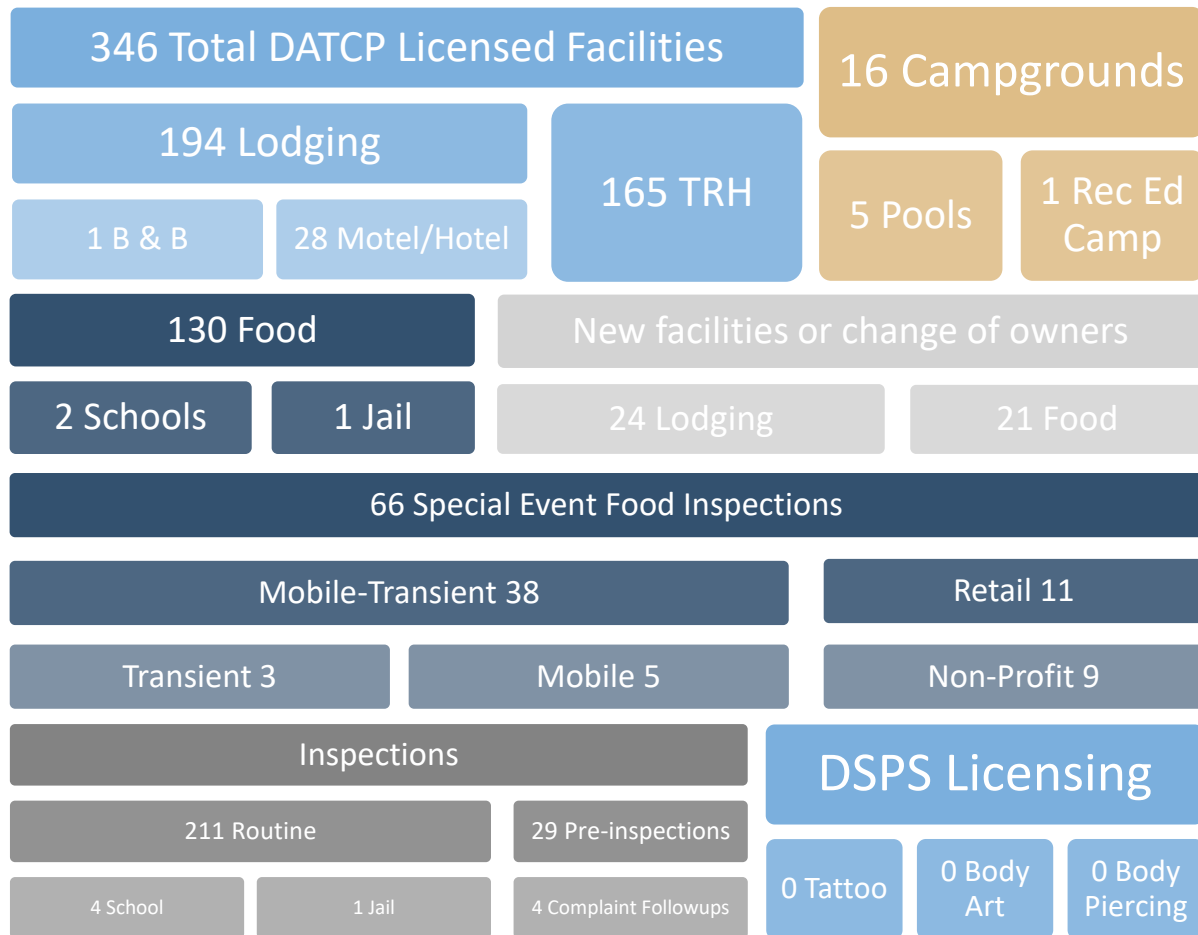 346 Total DATCP Licensed Facilities
16 Campgrounds
194 Lodging
165 TRH
1 B & B
28 Motel/Hotel
5 Pools
1 Rec Ed
Camp
130 Food
New facilities or change of owners
2 Schools
1 Jail
24 Lodging
21 Food
66 Special Event Food Inspections
Mobile-Transient 38
Retail 11
Transient 3
Mobile 5
Non-Profit 9
Inspections
DSPS Licensing
211 Routine
29 Pre-inspections
4 School
1 Jail
4 Complaint Followups
0 Tattoo
0 Body
Art
0 Body
Piercing